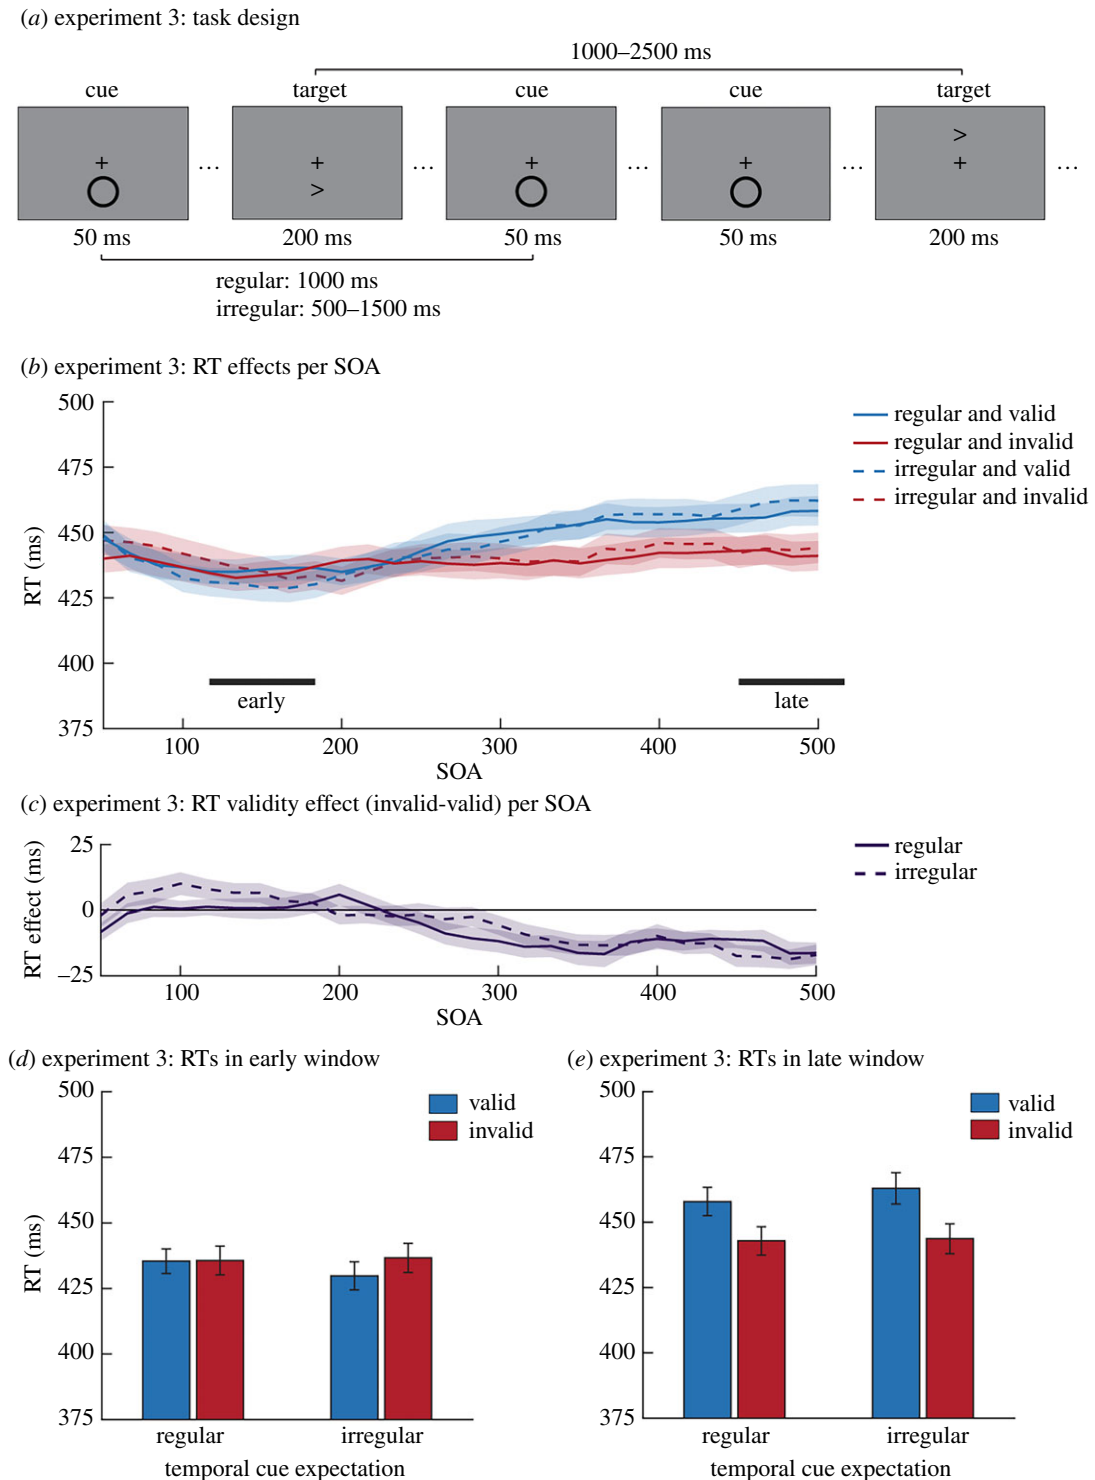 (a) experiment 3: task design
1000–2500 ms
cue target cue cue target
+ + + + >
> +
... ... ... ... ...
50 ms 200 ms 50 ms 50 ms 200 ms
regular: 1000 ms
irregular: 500–1500 ms
(b) experiment 3: RT effects per SOA
500
475
450
425
400
375
RT (ms)
regular and valid
regular and invalid
irregular and valid
irregular and invalid
early late
100 200 300 400 500
SOA
(c) experiment 3: RT validity effect (invalid-valid) per SOA
25
0
–25
RT effect (ms)
regular
irregular
100 200 300 400 500
SOA
(d) experiment 3: RTs in early window
500
475
450
425
400
375
RT (ms)
valid
invalid
regular irregular
temporal cue expectation
(e) experiment 3: RTs in late window
500
475
450
425
400
375
valid
invalid
regular irregular
temporal cue expectation